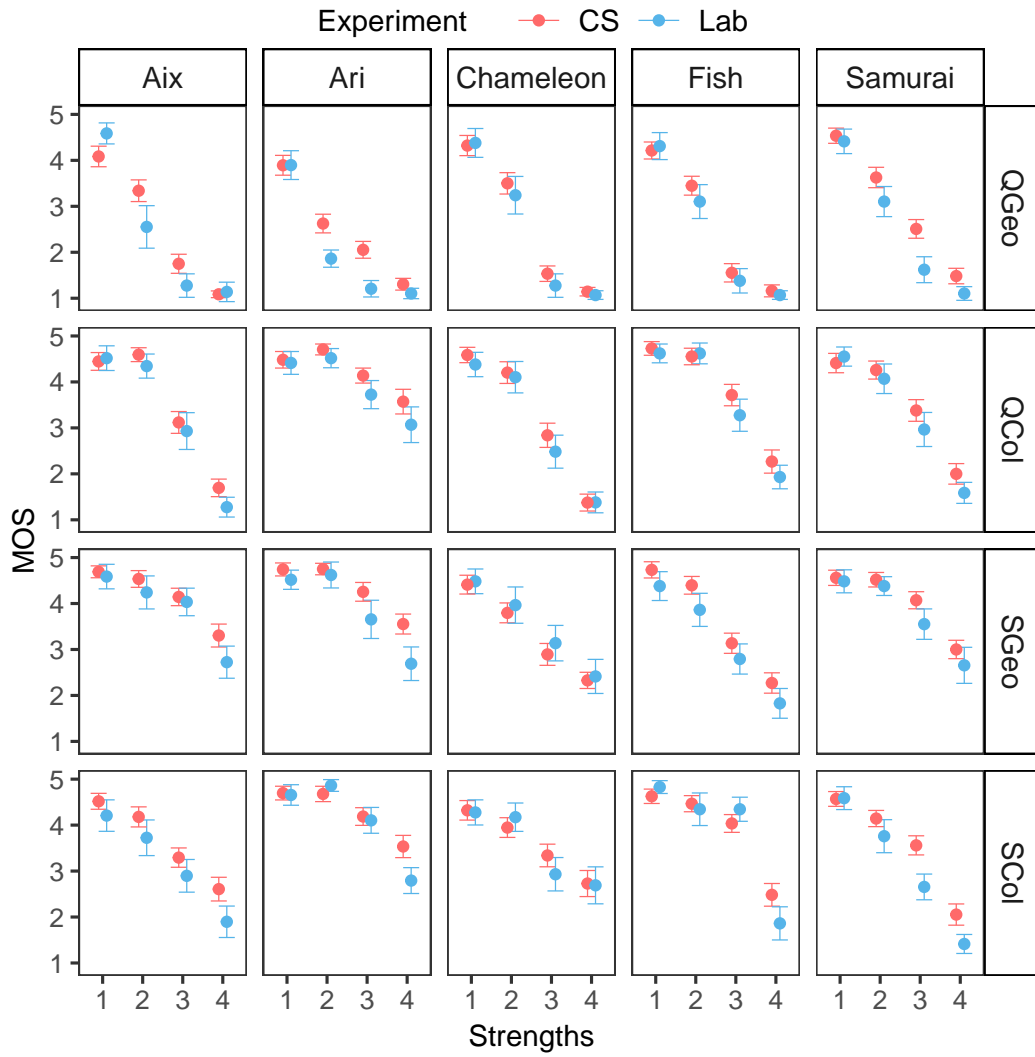 Experiment CS Lab
Aix Ari Chameleon Fish Samurai
5
4
3
2
1
QGeo
5
4
3
2
1
QCol
MOS
5
4
3
2
1
SGeo
5
4
3
2
1
SCol
1 2 3 4 1 2 3 4 1 2 3 4 1 2 3 4 1 2 3 4
Strengths